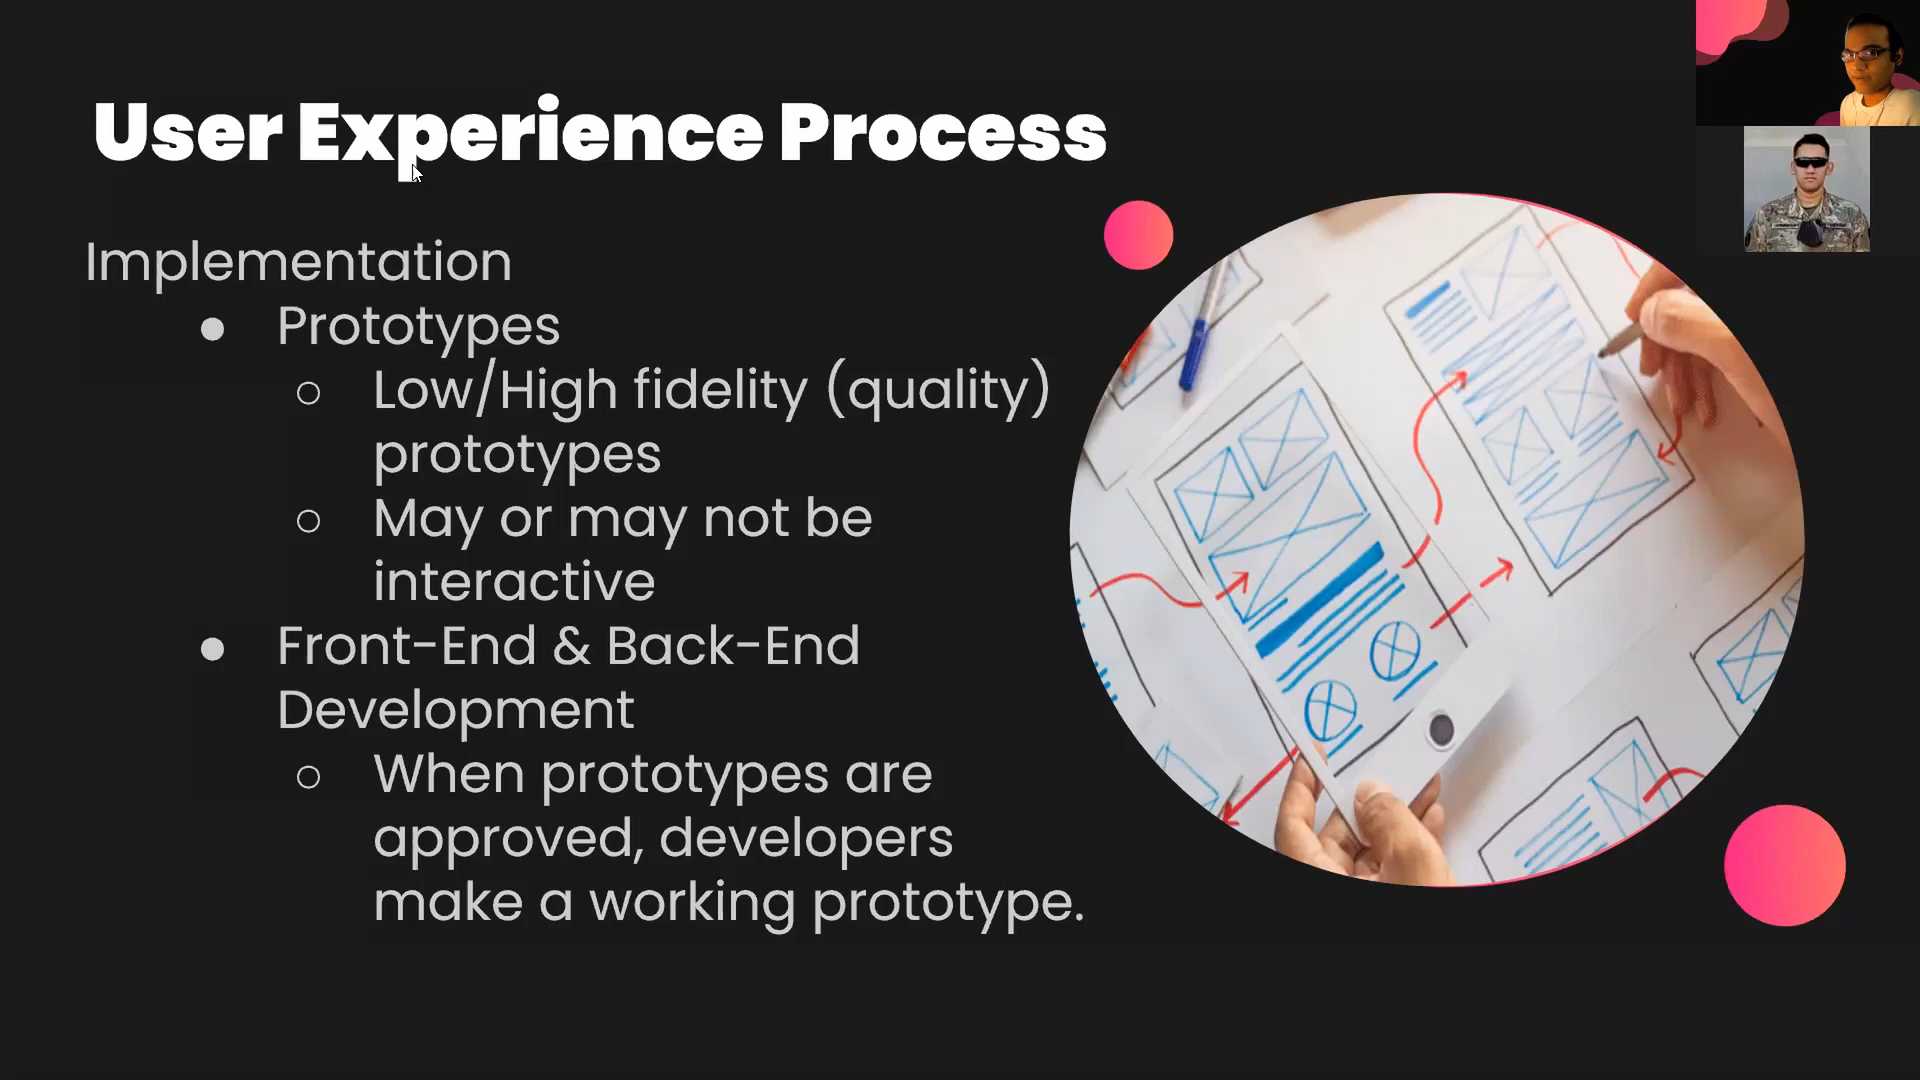 User Experience Process
Implementation
● Prototypes
○ Low/High fidelity (quality)
prototypes
○ May or may not be
interactive
● Front-End & Back-End
Development
○ When prototypes are
approved, developers
make a working prototype.